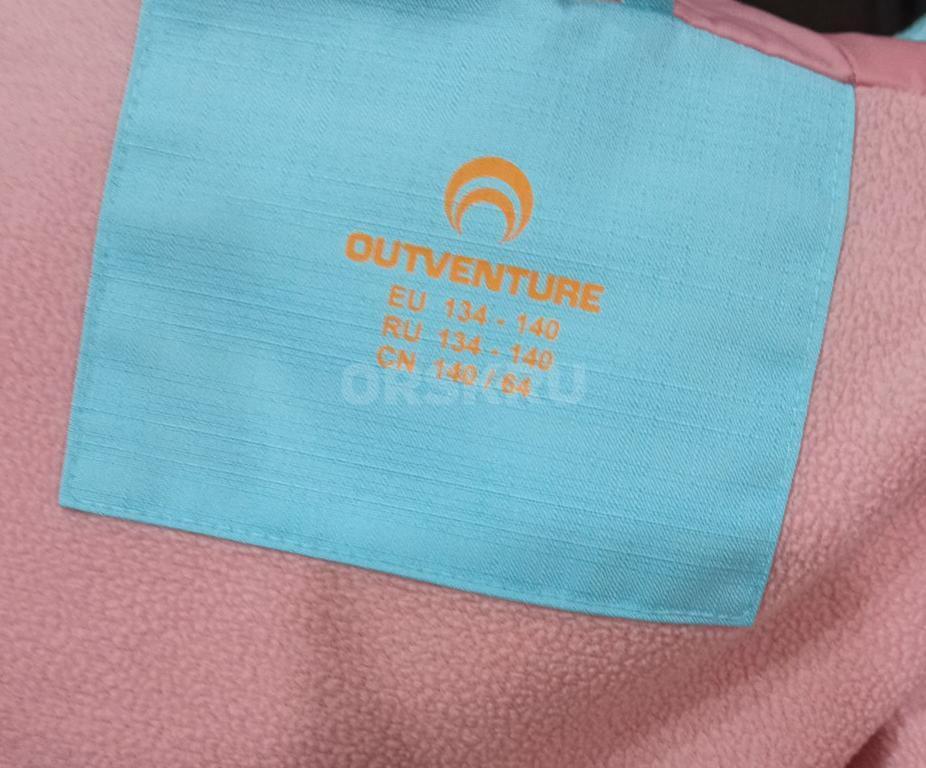 OUTVENTURE
EU 134 - 140
RU 134 - 140
CN 140 / 64
ORSK.RU